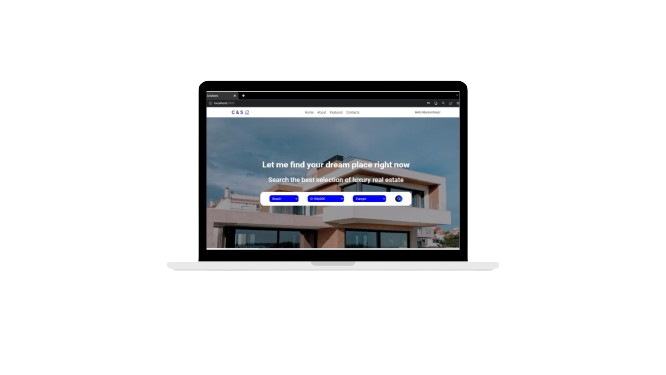 localhost
C & S
Home About Featured Contacts
Let me find your dream place right now
Search the best selection of luxury real estate
Europe